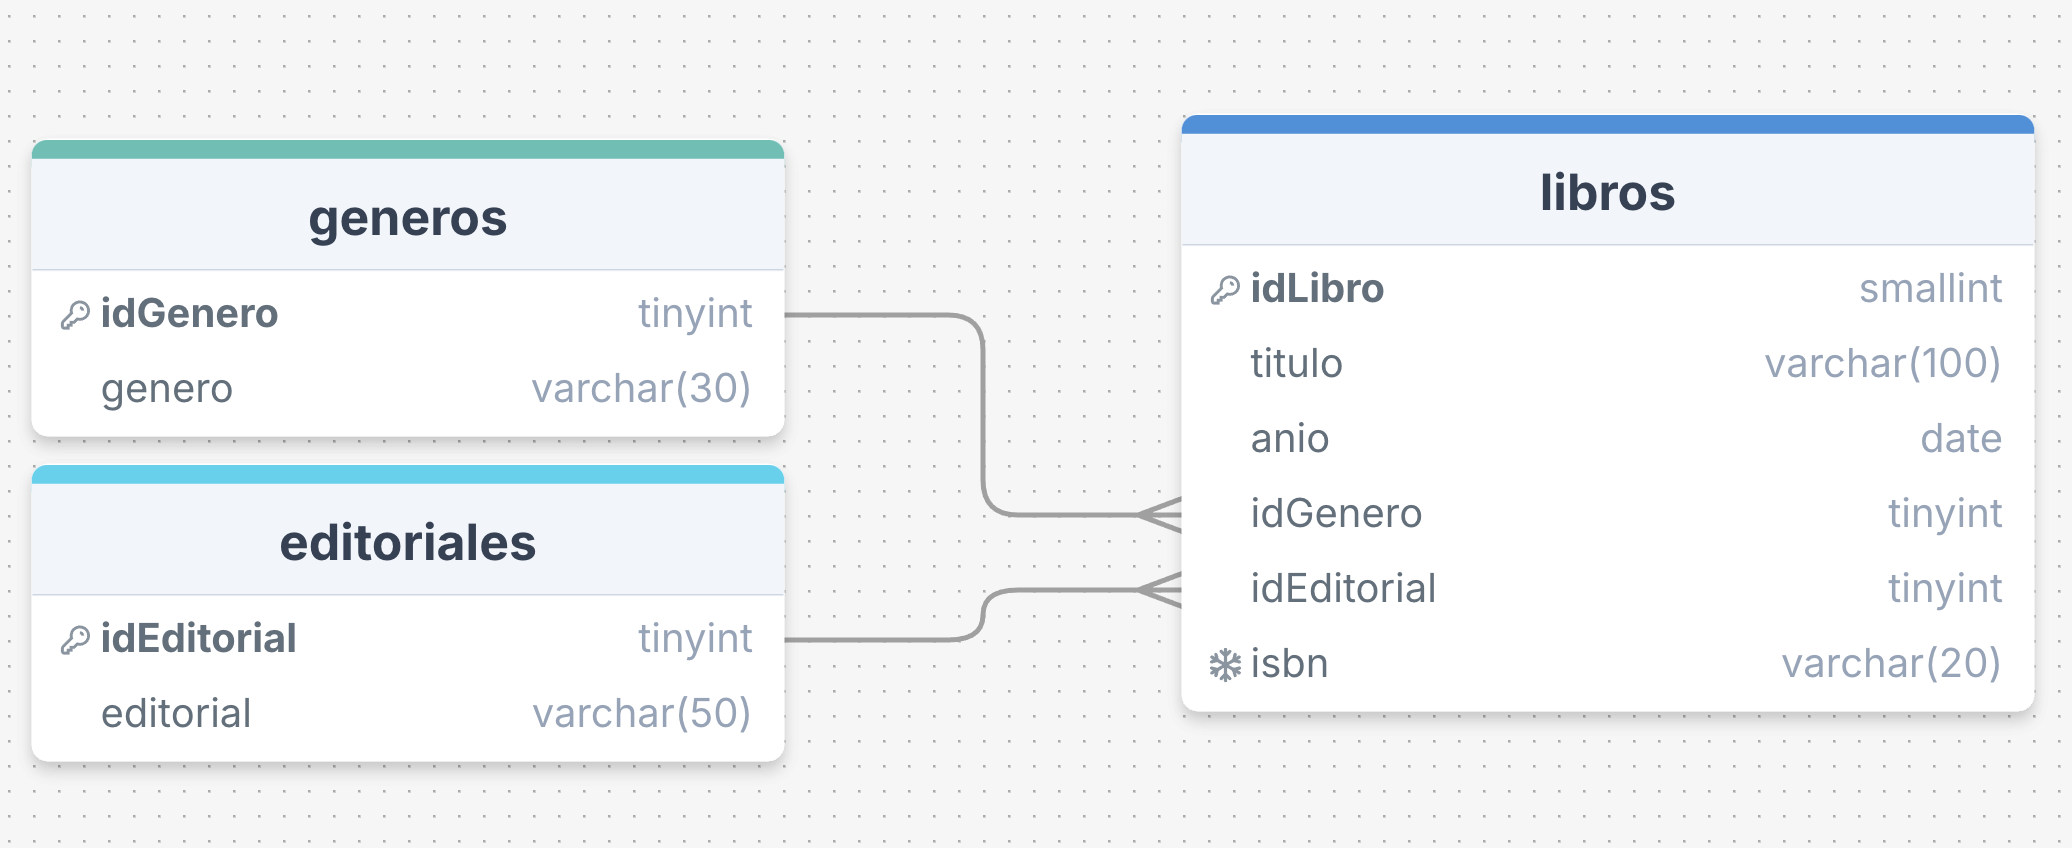 generos
idGenero tinyint
genero varchar(30)
editoriales
idEditorial tinyint
editorial varchar(50)
libros
idLibro smallint
titulo varchar(100)
anio date
idGenero tinyint
idEditorial tinyint
isbn varchar(20)